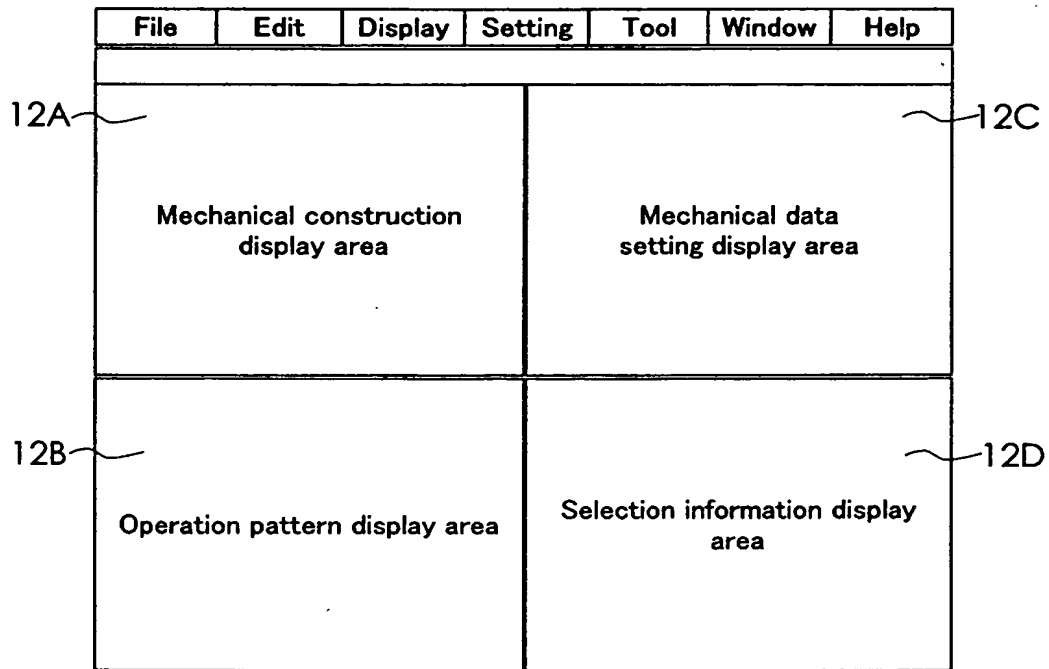 File Edit Display Setting Tool Window Help
12A
12C
Mechanical construction
display area
Mechanical data
setting display area
12B
12D
Operation pattern display area
Selection information display
area